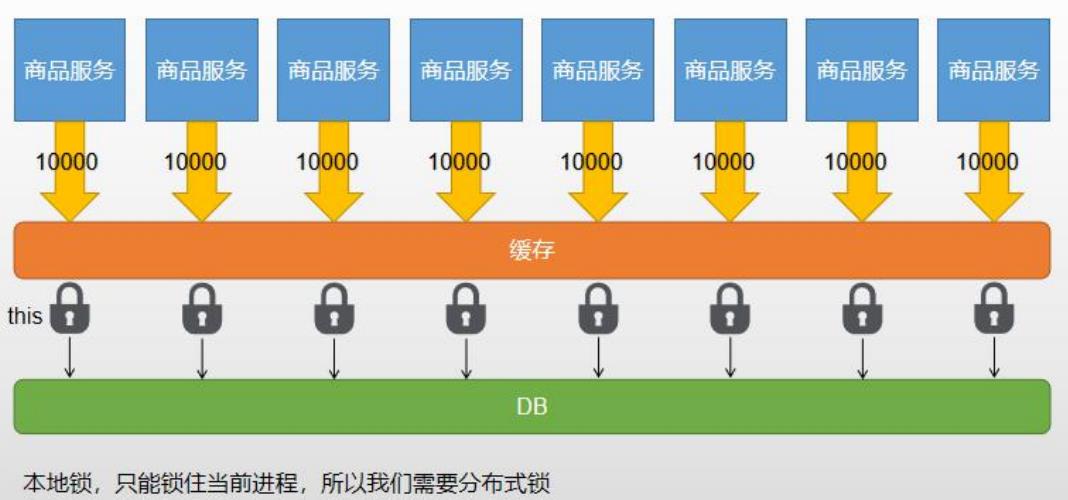 商品服务 商品服务 商品服务 商品服务 商品服务 商品服务 商品服务 商品服务
10000 10000 10000 10000 10000 10000 10000 10000
缓存
this
DB
本地锁，只能锁住当前进程，所以我们需要分布式锁